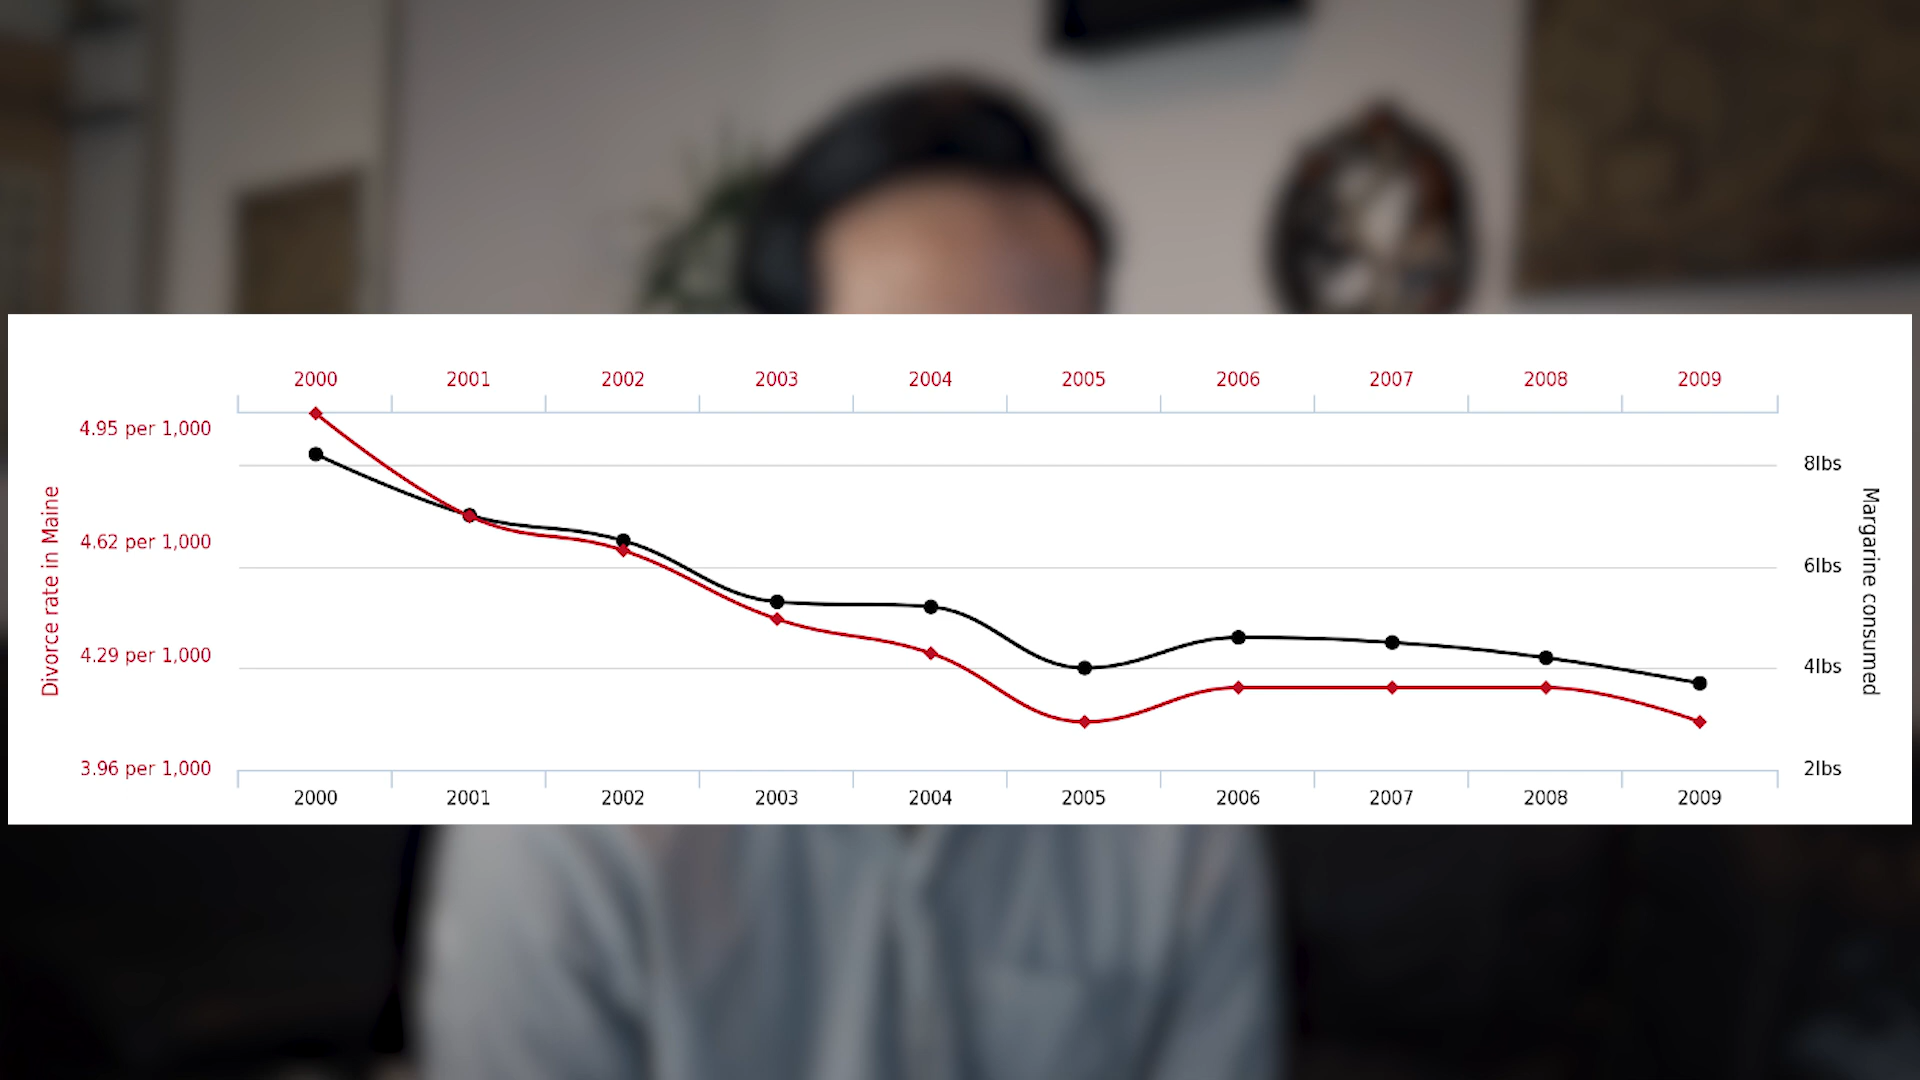 2000 2001 2002 2003 2004 2005 2006 2007 2008 2009
4.95 per 1,000
8lbs
4.62 per 1,000
6lbs
4.29 per 1,000
4lbs
3.96 per 1,000
2lbs
Divorce rate in Maine
Margarine consumed
2000 2001 2002 2003 2004 2005 2006 2007 2008 2009